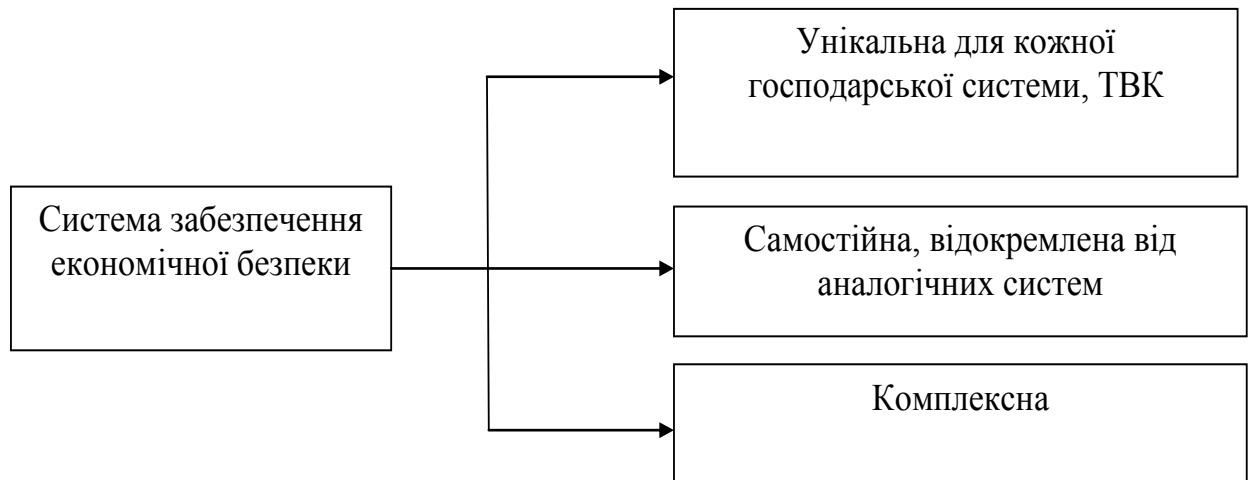 Унікальна для кожної
господарської системи, ТВК
Система забезпечення
економічної безпеки
Самостійна, відокремлена від
аналогічних систем
Комплексна